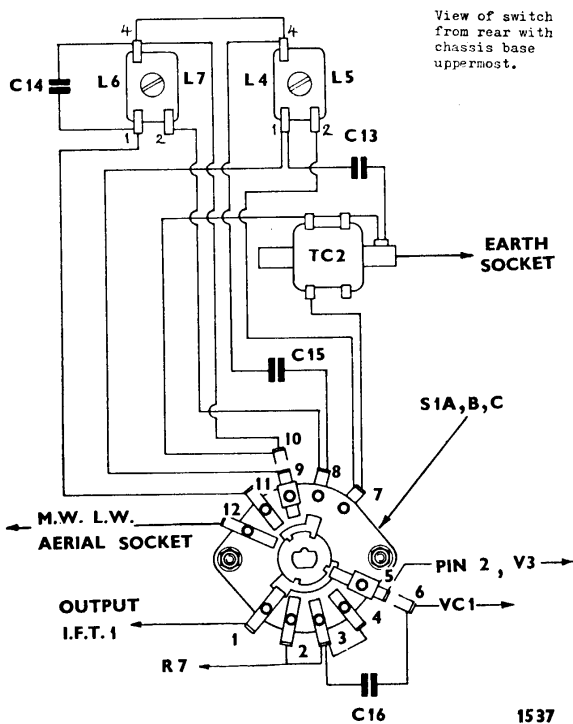 View of switch
from rear with
chassis base
uppermost.
4
4
C14
L6
L7
L4
L5
1
2
1
2
C13
TC2
EARTH
SOCKET
C15
S1A,B,C
10
9
8
7
11
12
M.W. L.W.
AERIAL SOCKET
5
PIN 2, V3
6
VC1
OUTPUT
I.F.T.1
1
2
3
4
R7
C16
1537